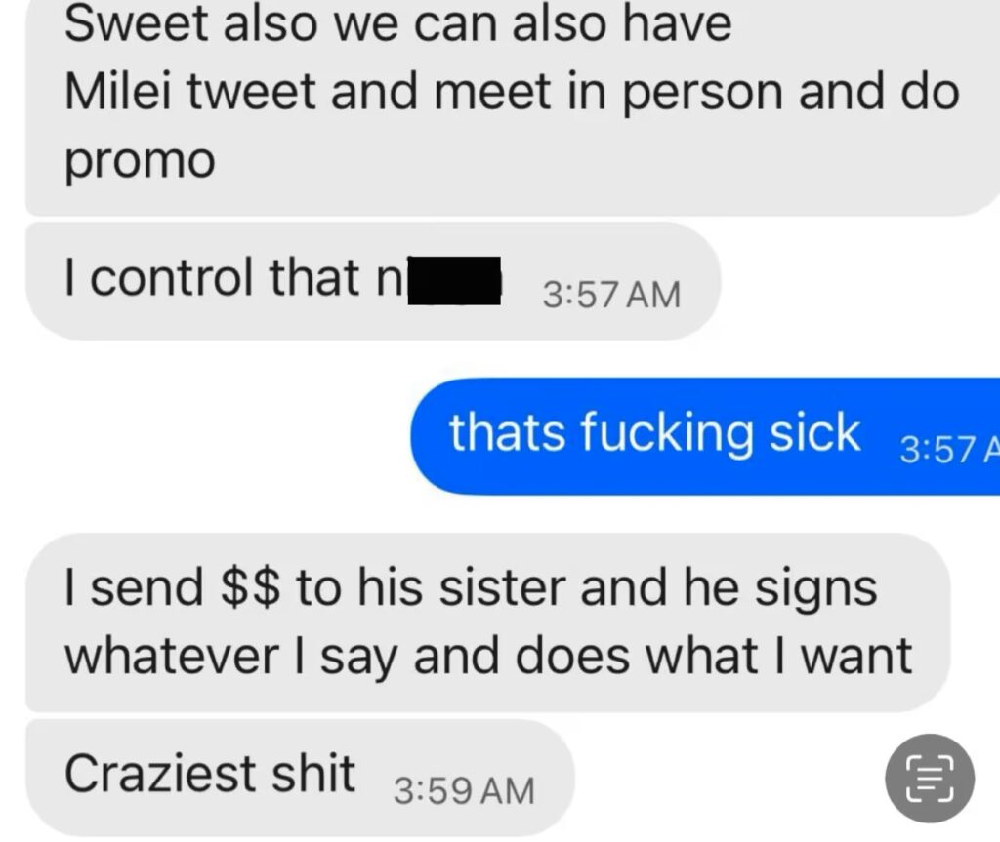 Sweet also we can also have
Milei tweet and meet in person and do
promo
I control that n
3:57 AM
thats fucking sick
3:57 A
I send $$ to his sister and he signs
whatever I say and does what I want
Craziest shit
3:59 AM